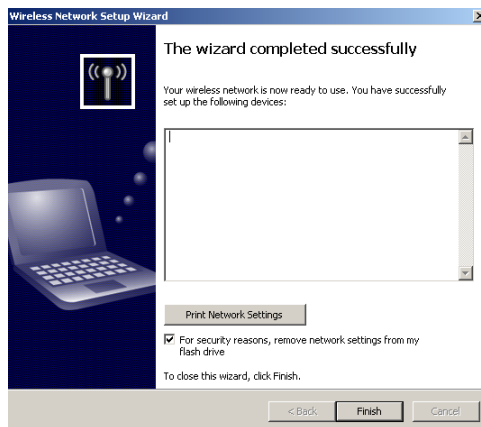 Wireless Network Setup Wizard
The wizard completed successfully
Your wireless network is now ready to use. You have successfully
set up the following devices:
Print Network Settings
For security reasons, remove network settings from my
flash drive
To close this wizard, click Finish.
< Back Finish Cancel